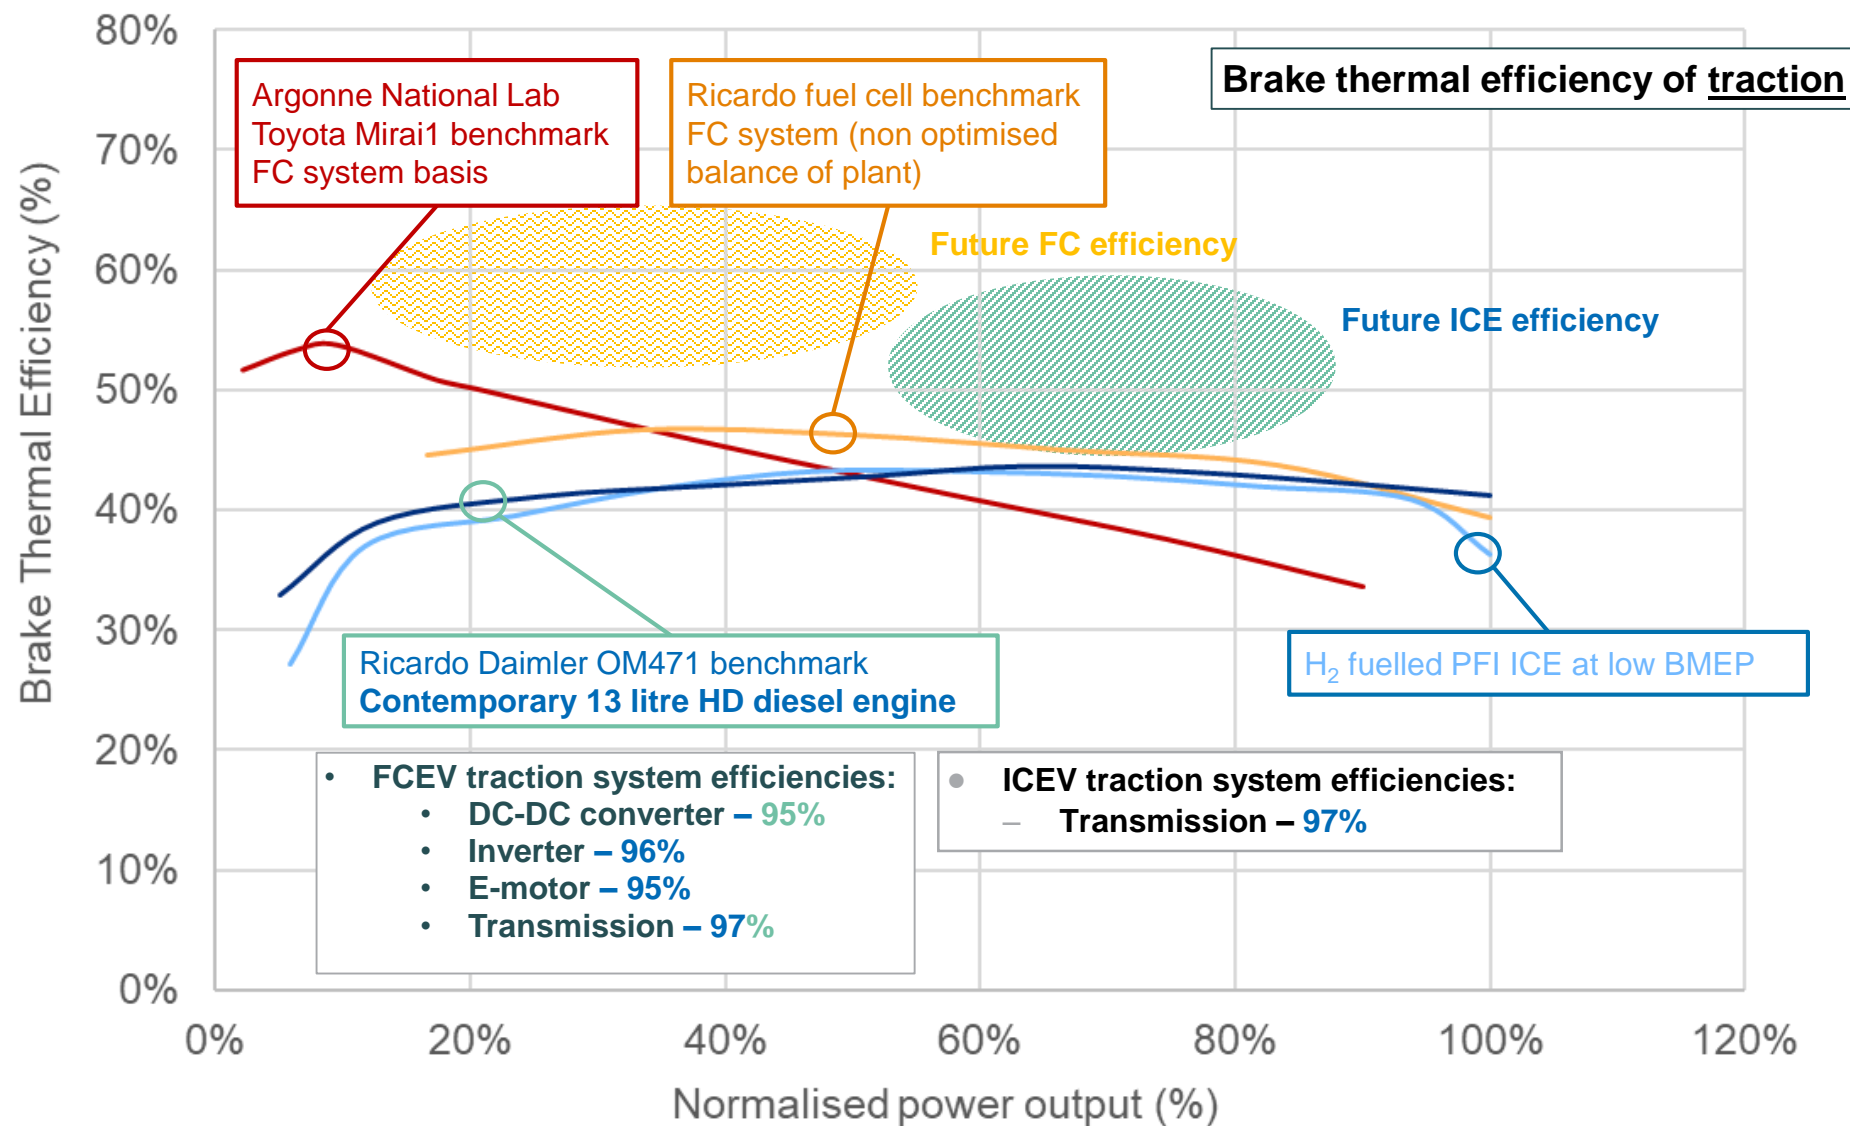 Brake thermal efficiency of traction
Argonne National Lab
Toyota Mirai1 benchmark
FC system basis
Ricardo fuel cell benchmark
FC system (non optimised
balance of plant)
Future FC efficiency
Future ICE efficiency
Ricardo Daimler OM471 benchmark
Contemporary 13 litre HD diesel engine
H₂ fuelled PFI ICE at low BMEP
• FCEV traction system efficiencies:
• DC-DC converter – 95%
• Inverter – 96%
• E-motor – 95%
• Transmission – 97%
• ICEV traction system efficiencies:
– Transmission – 97%
Brake Thermal Efficiency (%)
80%
70%
60%
50%
40%
30%
20%
10%
0%
0%
20%
40%
60%
80%
100%
120%
Normalised power output (%)